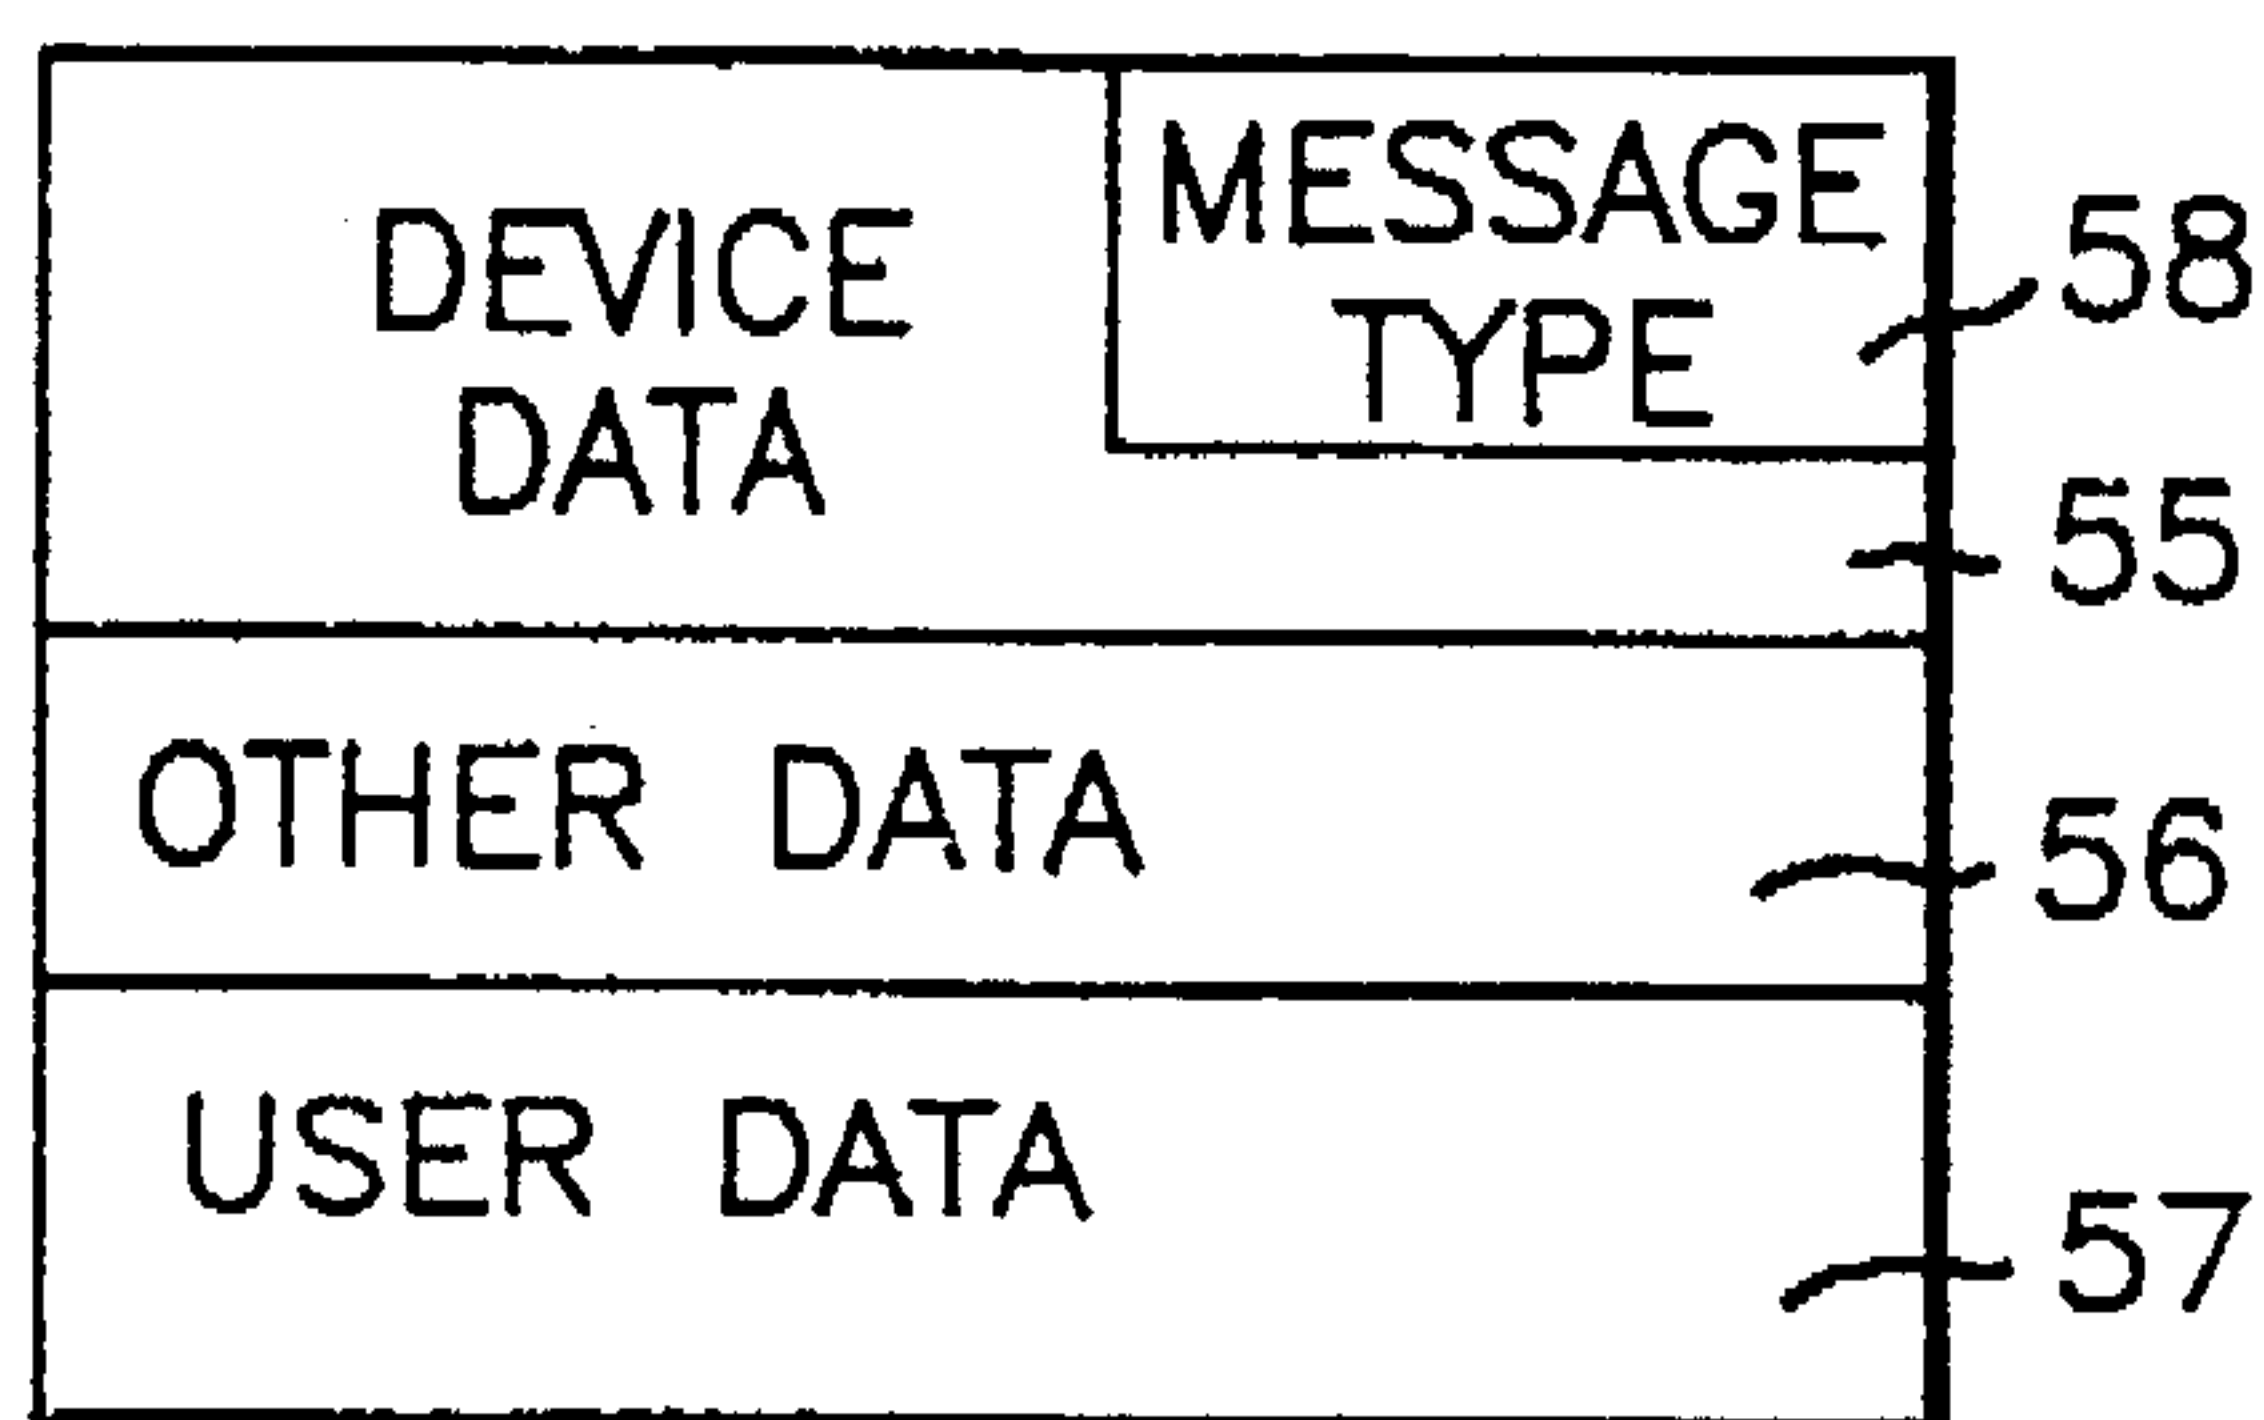 MESSAGE
TYPE
58
DEVICE
DATA
55
OTHER DATA
56
USER DATA
57